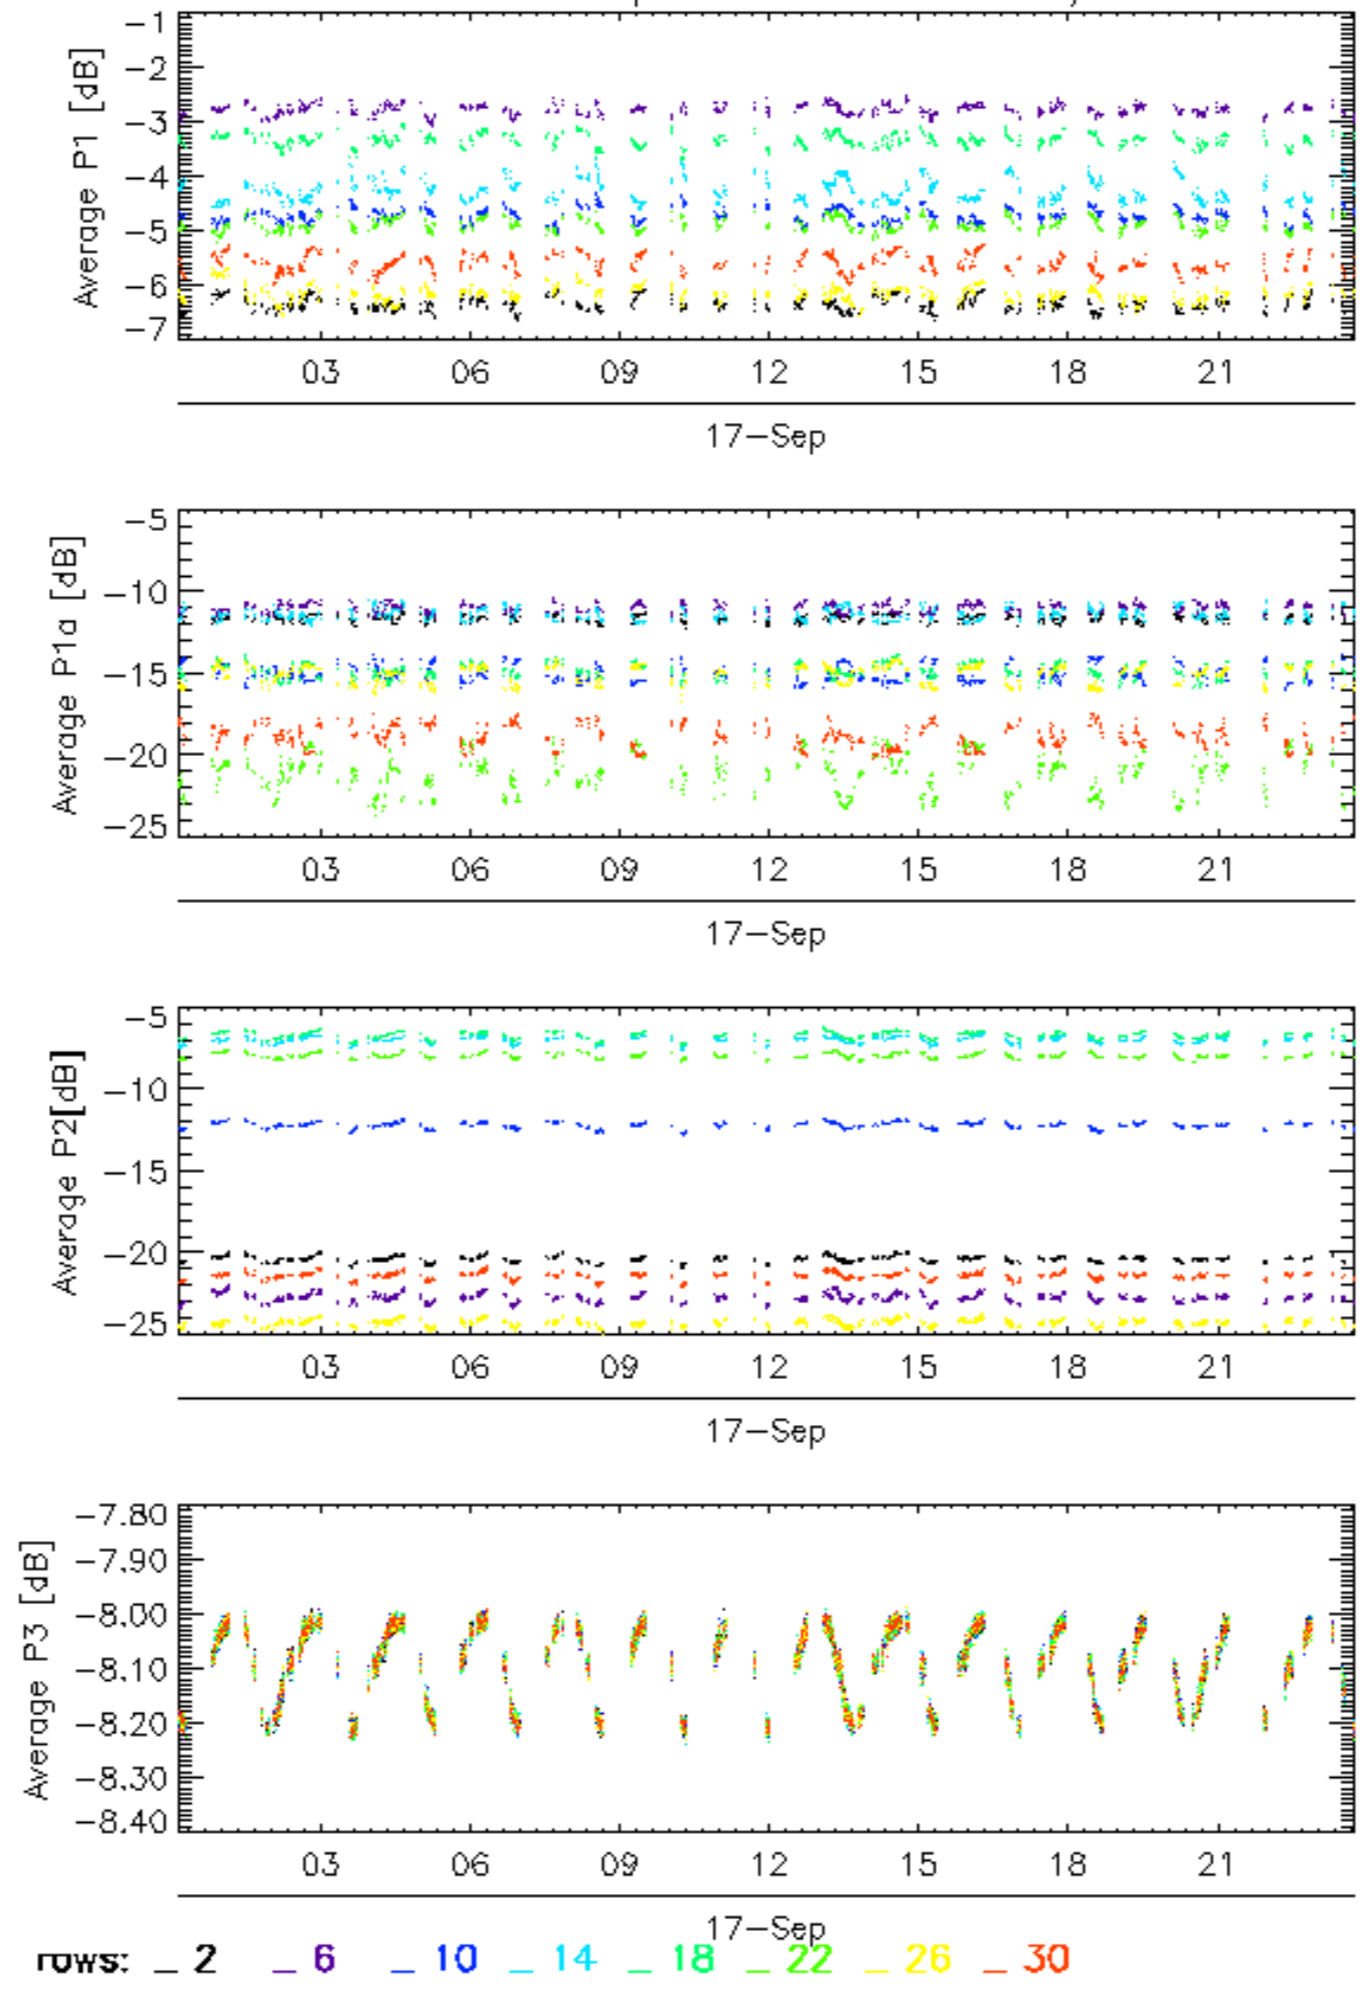 -1
-2
-3
-4
-5
-6
-7
Average P1 [dB]
03 06 09 12 15 18 21
17-Sep
-5
-10
-15
-20
-25
Average P1a [dB]
03 06 09 12 15 18 21
17-Sep
-5
-10
-15
-20
-25
Average P2[dB]
03 06 09 12 15 18 21
17-Sep
-7.80
-7.90
-8.00
-8.10
-8.20
-8.30
-8.40
Average P3 [dB]
03 06 09 12 15 18 21
17-Sep
rows: _ 2 _ 6 _ 10 _ 14 _ 18 _ 22 _ 26 _ 30